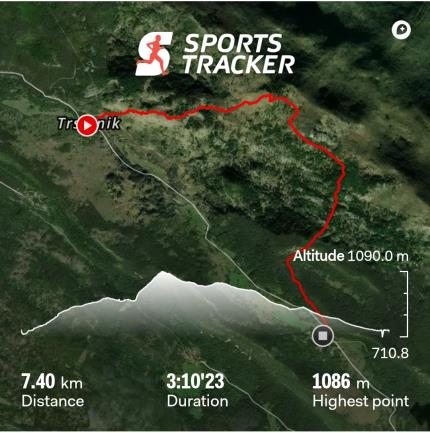 SPORTS
TRACKER
Altitude 1090.0 m
710.8
7.40 km
Distance
3:10'23
Duration
1086 m
Highest point